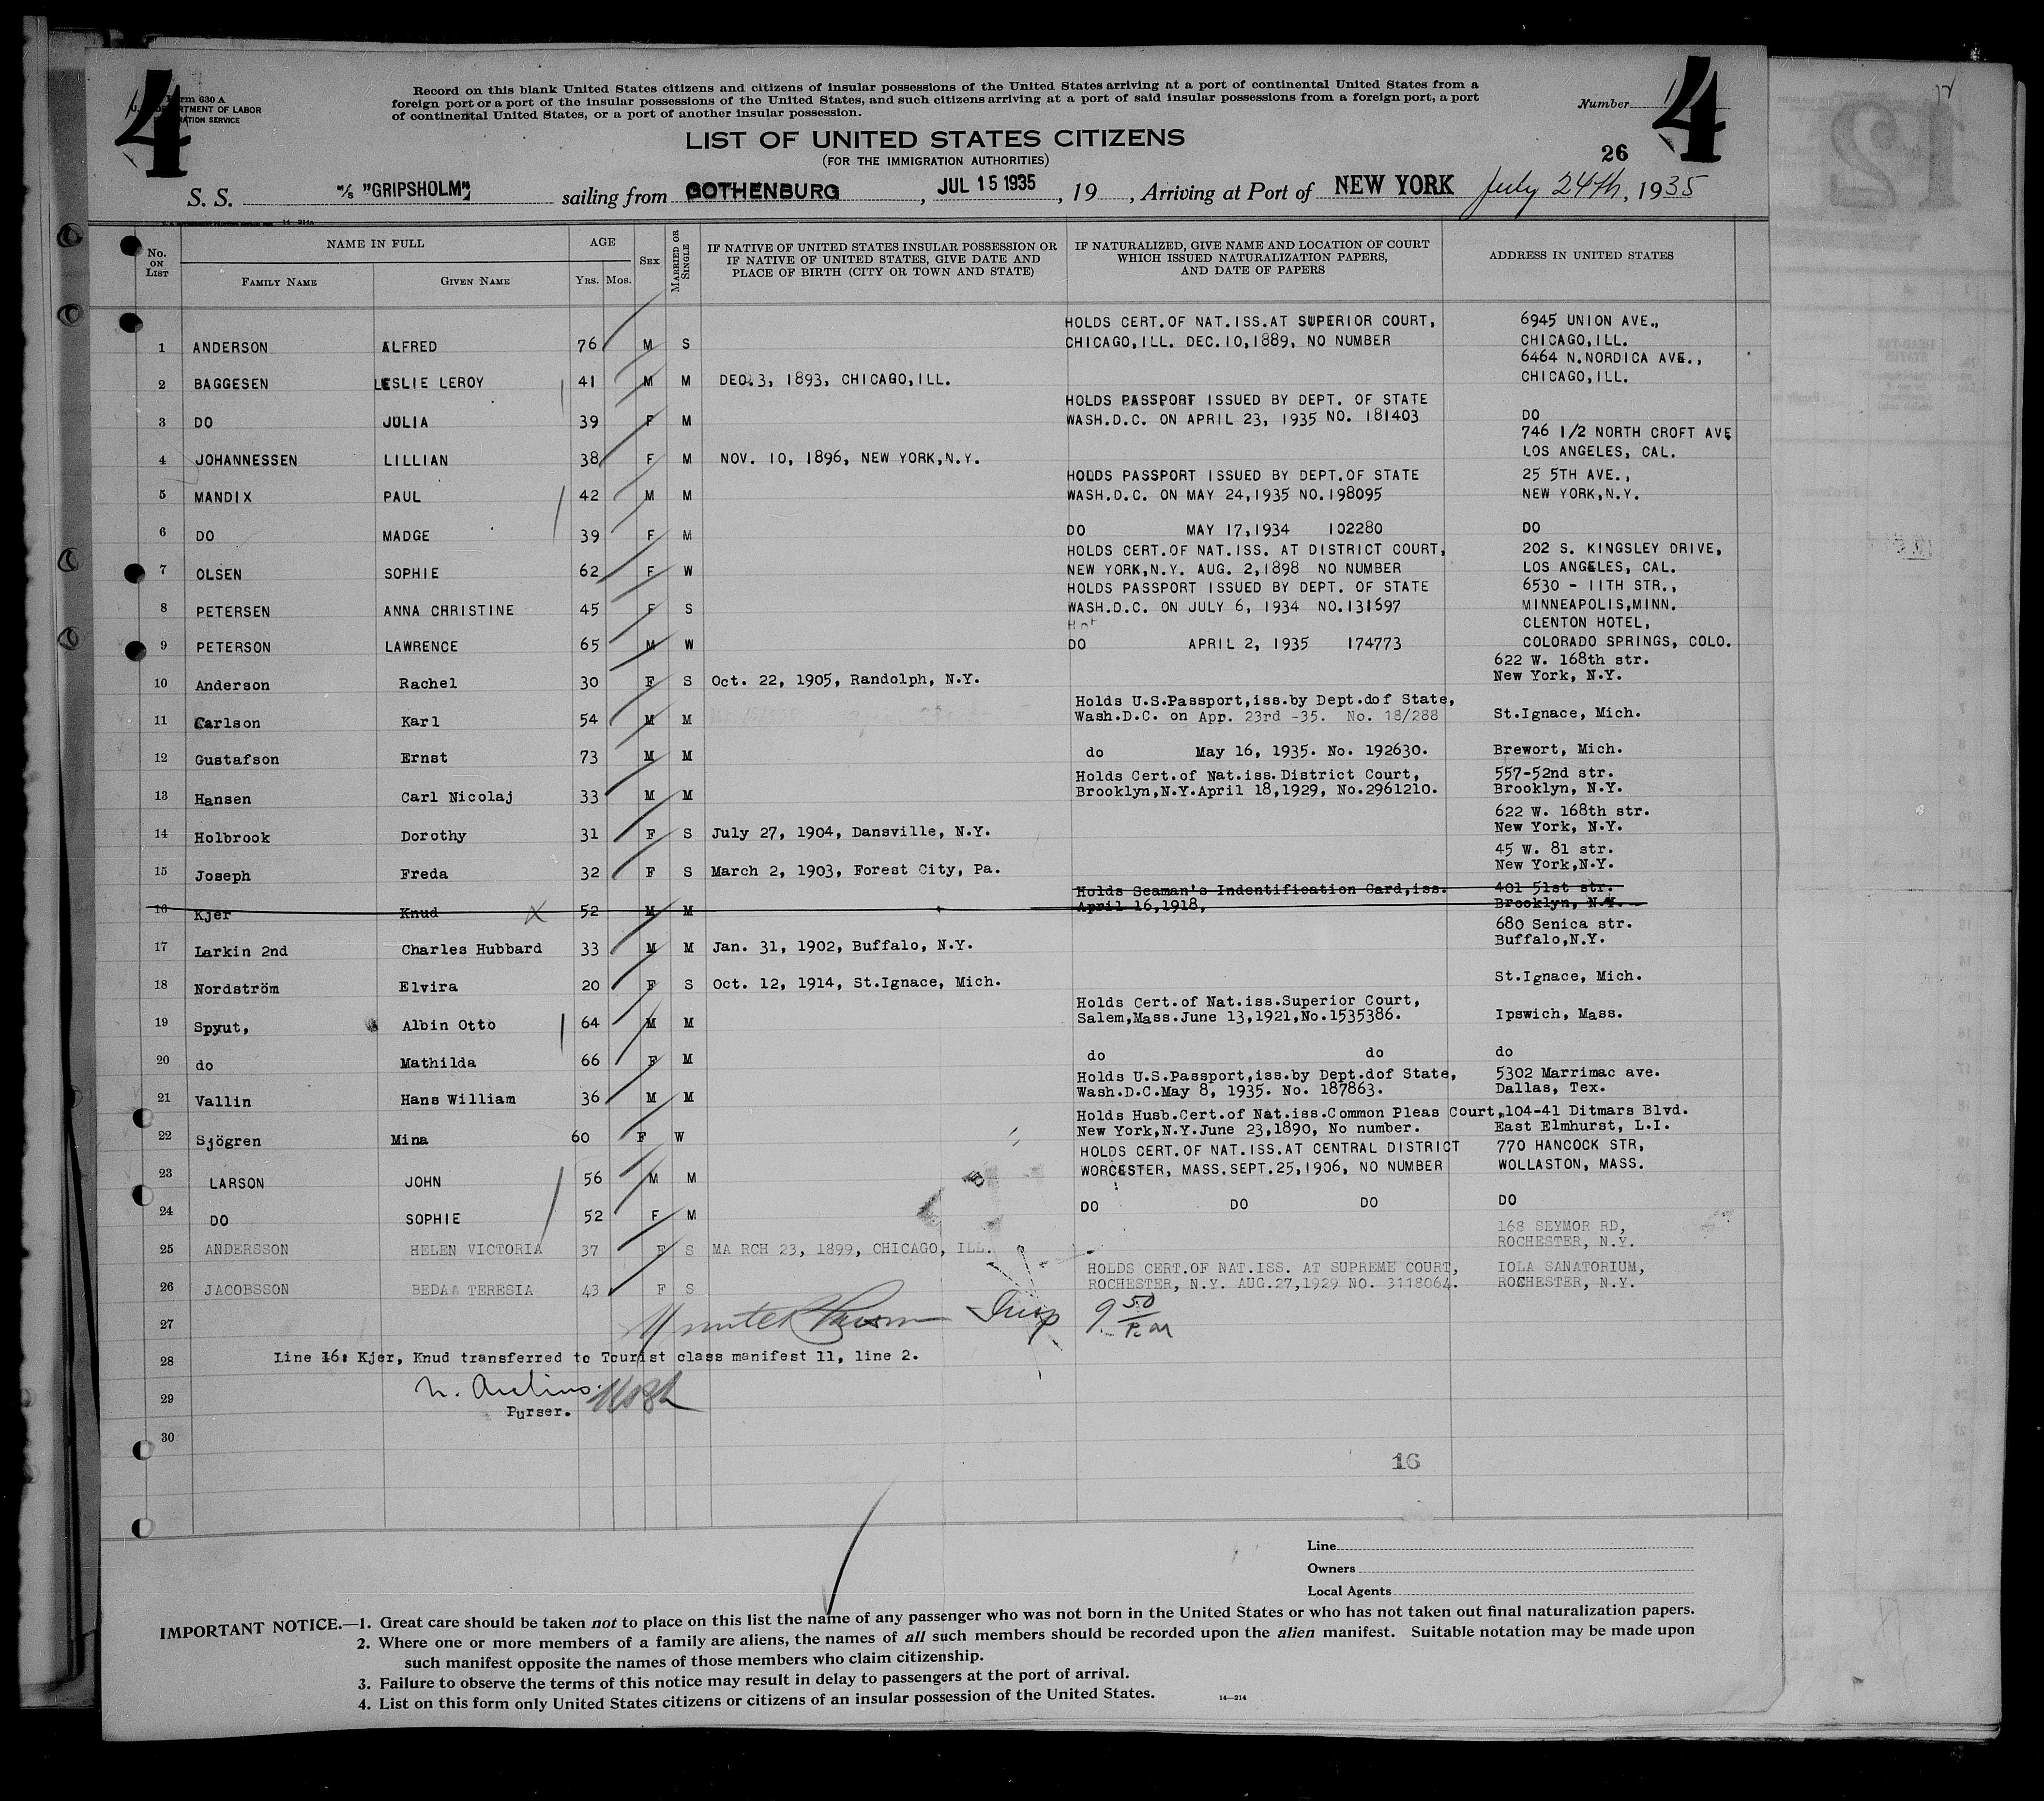 4
Form 630 A
U. S. DEPARTMENT OF LABOR
IMMIGRATION SERVICE
Record on this blank United States citizens and citizens of insular possessions of the United States arriving at a port of continental United States from a
foreign port or a port of the insular possessions of the United States, and such citizens arriving at a port of said insular possessions from a foreign port, a port
of continental United States, or a port of another insular possession.
Number 1
4
LIST OF UNITED STATES CITIZENS
(FOR THE IMMIGRATION AUTHORITIES)
26
S. S. M/S "GRIPSHOLM" sailing from GOTHENBURG, JUL 15 1935, 19 , Arriving at Port of NEW YORK July 24th, 1935
No. ON LIST
NAME IN FULL
FAMILY NAME GIVEN NAME
AGE
YRS. MOS.
SEX
MARRIED OR SINGLE
IF NATIVE OF UNITED STATES INSULAR POSSESSION OR
IF NATIVE OF UNITED STATES, GIVE DATE AND
PLACE OF BIRTH (CITY OR TOWN AND STATE)
IF NATURALIZED, GIVE NAME AND LOCATION OF COURT
WHICH ISSUED NATURALIZATION PAPERS,
AND DATE OF PAPERS
ADDRESS IN UNITED STATES
HOLDS CERT.OF NAT.ISS.AT SUPERIOR COURT, 6945 UNION AVE.,
1 ANDERSON ALFRED 76 M S CHICAGO,ILL. DEC.10,1889, NO NUMBER CHICAGO,ILL.
6464 N.NORDICA AVE.,
2 BAGGESEN LESLIE LEROY 41 M M DEC.3, 1893, CHICAGO,ILL. CHICAGO,ILL.
HOLDS PASSPORT ISSUED BY DEPT. OF STATE
3 DO JULIA 39 F M WASH.D.C. ON APRIL 23, 1935 NO. 181403 DO
746 1/2 NORTH CROFT AVE
4 JOHANNESSEN LILLIAN 38 F M NOV. 10, 1896, NEW YORK,N.Y. LOS ANGELES, CAL.
HOLDS PASSPORT ISSUED BY DEPT.OF STATE 25 5TH AVE.,
5 MANDIX PAUL 42 M M WASH.D.C. ON MAY 24,1935 NO.198095 NEW YORK,N.Y.
6 DO MADGE 39 F M DO MAY 17,1934 102280 DO
HOLDS CERT.OF NAT.ISS. AT DISTRICT COURT, 202 S. KINGSLEY DRIVE,
7 OLSEN SOPHIE 62 F W NEW YORK,N.Y. AUG. 2,1898 NO NUMBER LOS ANGELES, CAL.
HOLDS PASSPORT ISSUED BY DEPT. OF STATE 6530 - 11TH STR.,
8 PETERSEN ANNA CHRISTINE 45 F S WASH.D.C. ON JULY 6, 1934 NO.131697 MINNEAPOLIS,MINN.
CLENTON HOTEL,
9 PETERSON LAWRENCE 65 M W DO APRIL 2, 1935 174773 COLORADO SPRINGS, COLO.
622 W. 168th str.
10 Anderson Rachel 30 F S Oct. 22, 1905, Randolph, N.Y. New York, N.Y.
Holds U.S.Passport,iss.by Dept.dof State,
11 Carlson Karl 54 M M Wash.D.C. on Apr. 23rd -35. No. 18/288 St.Ignace, Mich.
12 Gustafson Ernst 73 M M do May 16, 1935. No. 192630. Brewort, Mich.
Holds Cert.of Nat.iss.District Court, 557-52nd str.
13 Hansen Carl Nicolaj 33 M M Brooklyn,N.Y.April 18,1929, No.2961210. Brooklyn, N.Y.
622 W. 168th str.
14 Holbrook Dorothy 31 F S July 27, 1904, Dansville, N.Y. New York, N.Y.
45 W. 81 str.
15 Joseph Freda 32 F S March 2, 1903, Forest City, Pa. New York,N.Y.
Holds Seaman's Indentification Card,iss. 401 51st str.
16 Kjer Knud X 52 M M April 16,1918, Brooklyn, N.Y.
680 Senica str.
17 Larkin 2nd Charles Hubbard 33 M M Jan. 31, 1902, Buffalo, N.Y. Buffalo,N.Y.
18 Nordström Elvira 20 F S Oct. 12, 1914, St.Ignace, Mich. St.Ignace, Mich.
Holds Cert.of Nat.iss.Superior Court,
19 Spyut, Albin Otto 64 M M Salem,Mass.June 13,1921,No.1535386. Ipswich, Mass.
20 do Mathilda 66 F M do do do
Holds U.S.Passport,iss.by Dept.dof State, 5302 Marrimac ave.
21 Vallin Hans William 36 M M Wash.D.C.May 8, 1935. No. 187863. Dallas, Tex.
Holds Husb.Cert.of Nat.iss.Common Pleas Court, 104-41 Ditmars Blvd.
22 Sjögren Mina 60 F W New York,N.Y.June 23,1890, No number. East Elmhurst, L.I.
HOLDS CERT.OF NAT.ISS.AT CENTRAL DISTRICT 770 HANCOCK STR,
23 LARSON JOHN 56 M M WORCESTER, MASS.SEPT.25,1906, NO NUMBER WOLLASTON, MASS.
24 DO SOPHIE 52 F M DO DO DO DO
168 SEYMOR RD,
25 ANDERSSON HELEN VICTORIA 37 F S MARCH 23, 1899, CHICAGO, ILL. ROCHESTER, N.Y.
HOLDS CERT.OF NAT.ISS. AT SUPREME COURT, IOLA SANATORIUM,
26 JACOBSSON BEDA TERESIA 43 F S ROCHESTER, N.Y. AUG.27,1929 NO. 3118064. ROCHESTER, N.Y.
27 Insp 9 50
28 Line 16: Kjer, Knud transferred to Tourist class manifest 11, line 2.
29
Purser.
30
16
Line
Owners
Local Agents
IMPORTANT NOTICE.—1. Great care should be taken not to place on this list the name of any passenger who was not born in the United States or who has not taken out final naturalization papers.
2. Where one or more members of a family are aliens, the names of all such members should be recorded upon the alien manifest. Suitable notation may be made upon
such manifest opposite the names of those members who claim citizenship.
3. Failure to observe the terms of this notice may result in delay to passengers at the port of arrival.
4. List on this form only United States citizens or citizens of an insular possession of the United States.
14—214